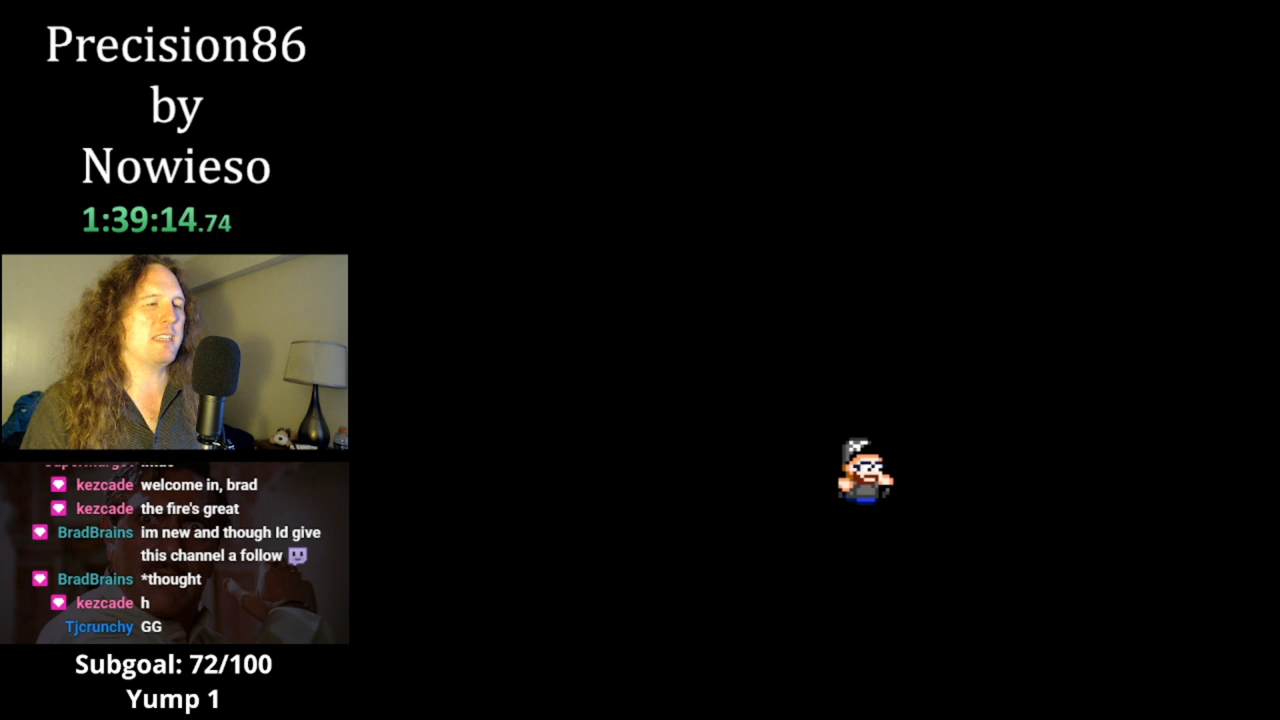 Precision86
by
Nowieso
1:39:14.74
kezcade welcome in, brad
kezcade the fire's great
BradBrains im new and though Id give
this channel a follow
BradBrains *thought
kezcade h
Tjcrunchy GG
Subgoal: 72/100
Yump 1